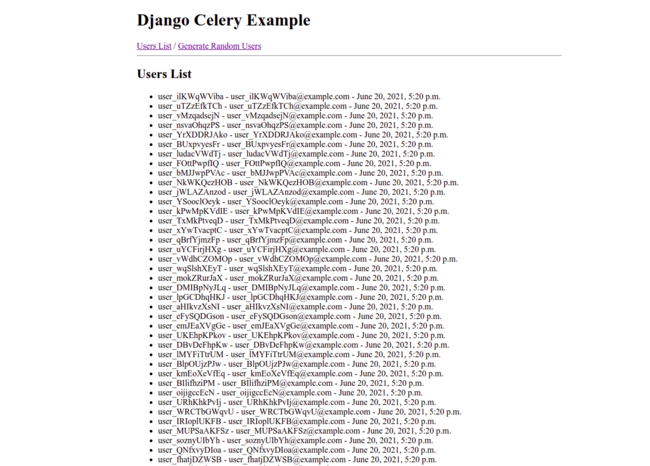 Django Celery Example
Users List / Generate Random Users
Users List
user_ilKWqWViba - user_ilKWqWViba@example.com - June 20, 2021, 5:20 p.m.
user_uTZzEfkTCh - user_uTZzEfkTCh@example.com - June 20, 2021, 5:20 p.m.
user_vMzqadsejN - user_vMzqadsejN@example.com - June 20, 2021, 5:20 p.m.
user_nsvaOhqzPS - user_nsvaOhqzPS@example.com - June 20, 2021, 5:20 p.m.
user_YrXDDRJAko - user_YrXDDRJAko@example.com - June 20, 2021, 5:20 p.m.
user_BUxpvyesFr - user_BUxpvyesFr@example.com - June 20, 2021, 5:20 p.m.
user_ludacVWdTj - user_ludacVWdTj@example.com - June 20, 2021, 5:20 p.m.
user_FOttPwpflQ - user_FOttPwpflQ@example.com - June 20, 2021, 5:20 p.m.
user_bMJJwpPVAc - user_bMJJwpPVAc@example.com - June 20, 2021, 5:20 p.m.
user_NkWKQezHOB - user_NkWKQezHOB@example.com - June 20, 2021, 5:20 p.m.
user_jWLAZAnzod - user_jWLAZAnzod@example.com - June 20, 2021, 5:20 p.m.
user_YSooclOeyk - user_YSooclOeyk@example.com - June 20, 2021, 5:20 p.m.
user_kPwMpKVdIE - user_kPwMpKVdIE@example.com - June 20, 2021, 5:20 p.m.
user_TxMkPtveqD - user_TxMkPtveqD@example.com - June 20, 2021, 5:20 p.m.
user_xYwTvacptC - user_xYwTvacptC@example.com - June 20, 2021, 5:20 p.m.
user_qBrfYjmzFp - user_qBrfYjmzFp@example.com - June 20, 2021, 5:20 p.m.
user_uYCFirjHXg - user_uYCFirjHXg@example.com - June 20, 2021, 5:20 p.m.
user_vWdhCZOMOp - user_vWdhCZOMOp@example.com - June 20, 2021, 5:20 p.m.
user_wqSlshXEyT - user_wqSlshXEyT@example.com - June 20, 2021, 5:20 p.m.
user_mokZRurJaX - user_mokZRurJaX@example.com - June 20, 2021, 5:20 p.m.
user_DMIBpNyJLq - user_DMIBpNyJLq@example.com - June 20, 2021, 5:20 p.m.
user_lpGCDhqHKJ - user_lpGCDhqHKJ@example.com - June 20, 2021, 5:20 p.m.
user_aHIkvzXsNI - user_aHIkvzXsNI@example.com - June 20, 2021, 5:20 p.m.
user_eFySQDGson - user_eFySQDGson@example.com - June 20, 2021, 5:20 p.m.
user_emJEaXVgGe - user_emJEaXVgGe@example.com - June 20, 2021, 5:20 p.m.
user_UKEhpKPkov - user_UKEhpKPkov@example.com - June 20, 2021, 5:20 p.m.
user_DBvDeFhpKw - user_DBvDeFhpKw@example.com - June 20, 2021, 5:20 p.m.
user_lMYFiTtrUM - user_lMYFiTtrUM@example.com - June 20, 2021, 5:20 p.m.
user_BlpOUjzPJw - user_BlpOUjzPJw@example.com - June 20, 2021, 5:20 p.m.
user_kmEoXeVfEq - user_kmEoXeVfEq@example.com - June 20, 2021, 5:20 p.m.
user_BIlifhziPM - user_BIlifhziPM@example.com - June 20, 2021, 5:20 p.m.
user_oijigccEcN - user_oijigccEcN@example.com - June 20, 2021, 5:20 p.m.
user_URhKhkPvIj - user_URhKhkPvIj@example.com - June 20, 2021, 5:20 p.m.
user_WRCTbGWqvU - user_WRCTbGWqvU@example.com - June 20, 2021, 5:20 p.m.
user_IRIoplUKFB - user_IRIoplUKFB@example.com - June 20, 2021, 5:20 p.m.
user_MUPSaAKFSz - user_MUPSaAKFSz@example.com - June 20, 2021, 5:20 p.m.
user_soznyUIbYh - user_soznyUIbYh@example.com - June 20, 2021, 5:20 p.m.
user_QNfxvyDIoa - user_QNfxvyDIoa@example.com - June 20, 2021, 5:20 p.m.
user_fhatjDZWSB - user_fhatjDZWSB@example.com - June 20, 2021, 5:20 p.m.